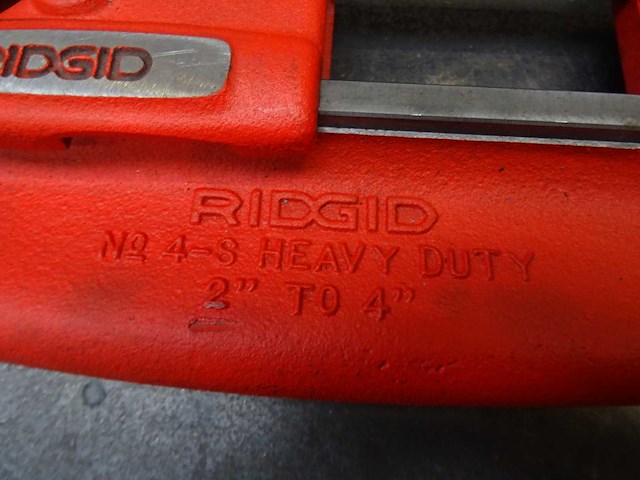 RIDGID
RIDGID
Nº 4-S HEAVY DUTY
2" TO 4"